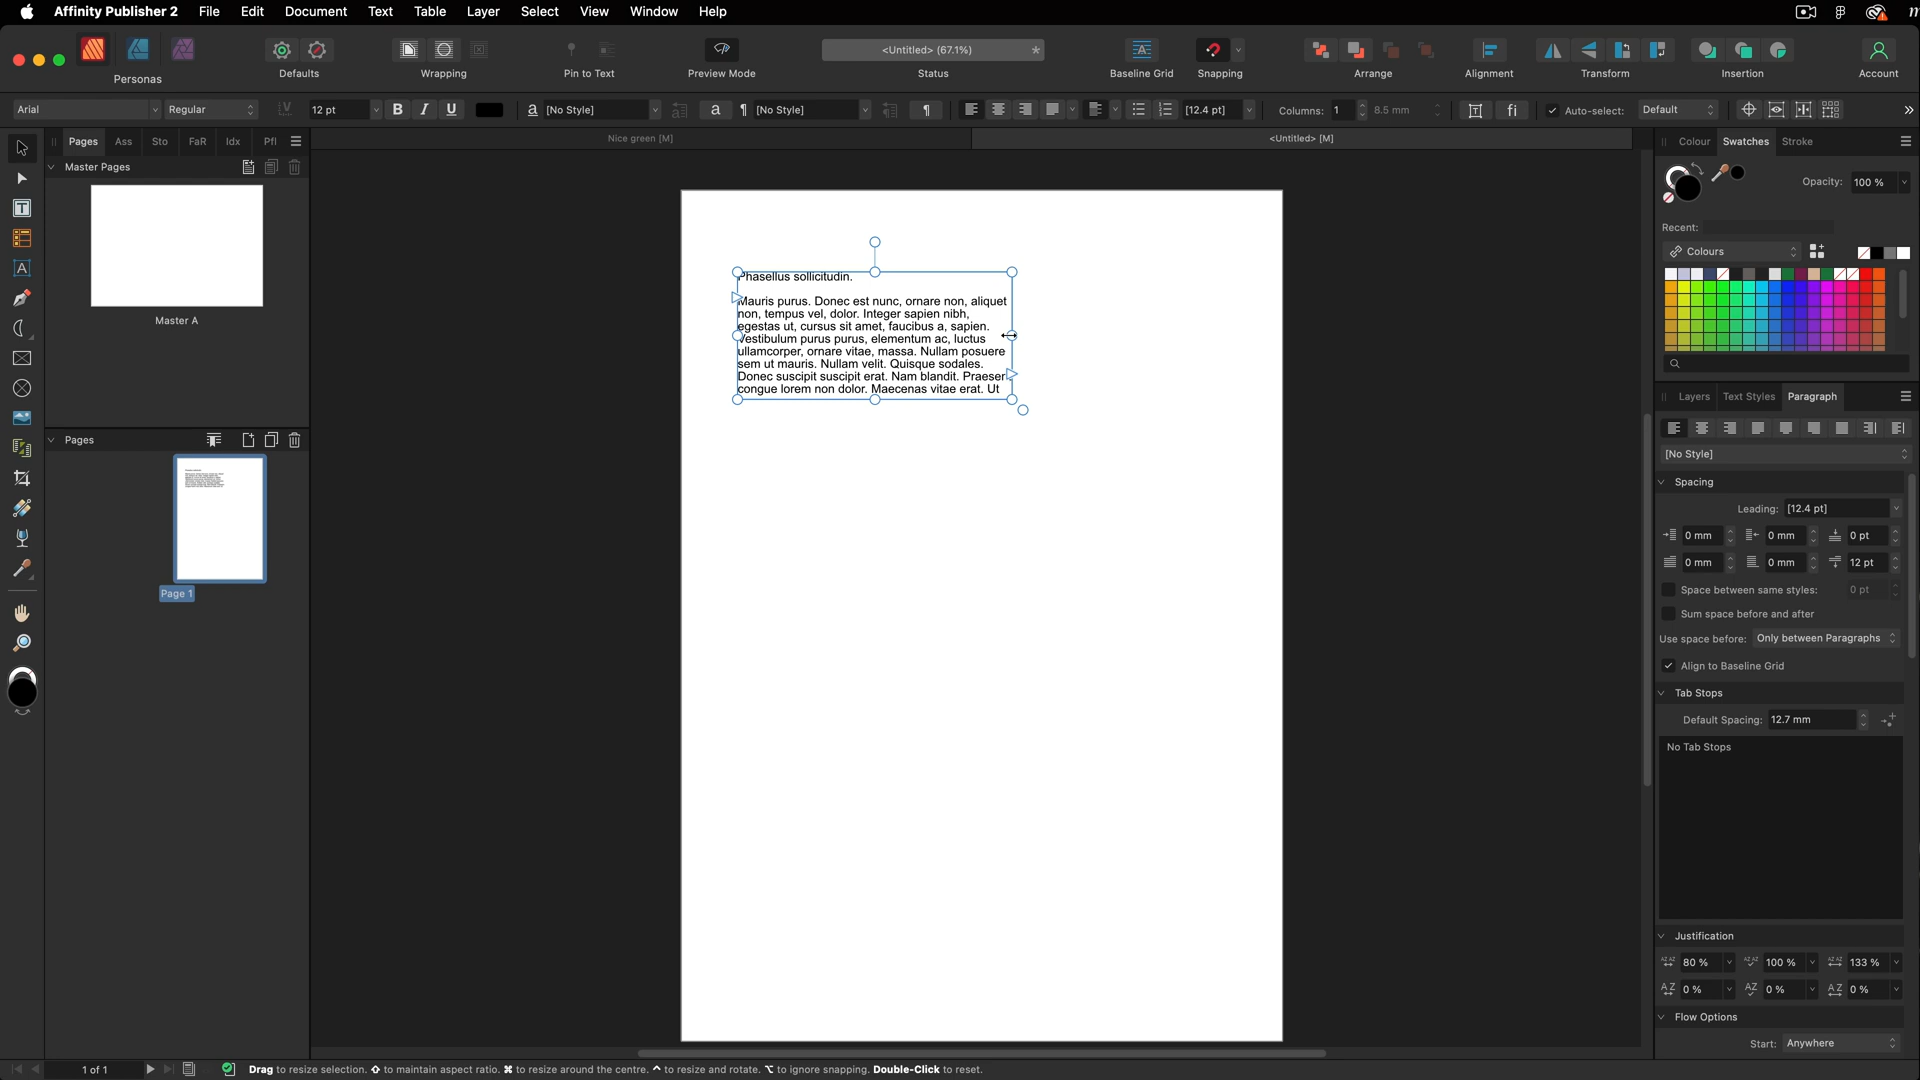 Affinity Publisher 2 File Edit Document Text Table Layer Select View Window Help
<Untitled> (67.1%) *
Personas Defaults Wrapping Pin to Text Preview Mode Status Baseline Grid Snapping Arrange Alignment Transform Insertion Account
Arial Regular 12 pt B I U a [No Style] a ¶ [No Style] ¶ [12.4 pt] Columns: 1 8.5 mm fi Auto-select: Default
Pages Ass Sto FaR Idx Pfl
Master Pages
Master A
Pages
Page 1
Nice green [M] <Untitled> [M]
Phasellus sollicitudin.
Mauris purus. Donec est nunc, ornare non, aliquet
non, tempus vel, dolor. Integer sapien nibh,
egestas ut, cursus sit amet, faucibus a, sapien.
Vestibulum purus purus, elementum ac, luctus
ullamcorper, ornare vitae, massa. Nullam posuere
sem ut mauris. Nullam velit. Quisque sodales.
Donec suscipit suscipit erat. Nam blandit. Praesen
congue lorem non dolor. Maecenas vitae erat. Ut
Colour Swatches Stroke
Opacity: 100 %
Recent:
Colours
Layers Text Styles Paragraph
[No Style]
Spacing
Leading: [12.4 pt]
0 mm 0 mm 0 pt
0 mm 0 mm 12 pt
Space between same styles: 0 pt
Sum space before and after
Use space before: Only between Paragraphs
Align to Baseline Grid
Tab Stops
Default Spacing: 12.7 mm
No Tab Stops
Justification
80 % 100 % 133 %
0 % 0 % 0 %
Flow Options
Start: Anywhere
1 of 1 Drag to resize selection. ⇧ to maintain aspect ratio. ⌘ to resize around the centre. ^ to resize and rotate. ⌥ to ignore snapping. Double-Click to reset.